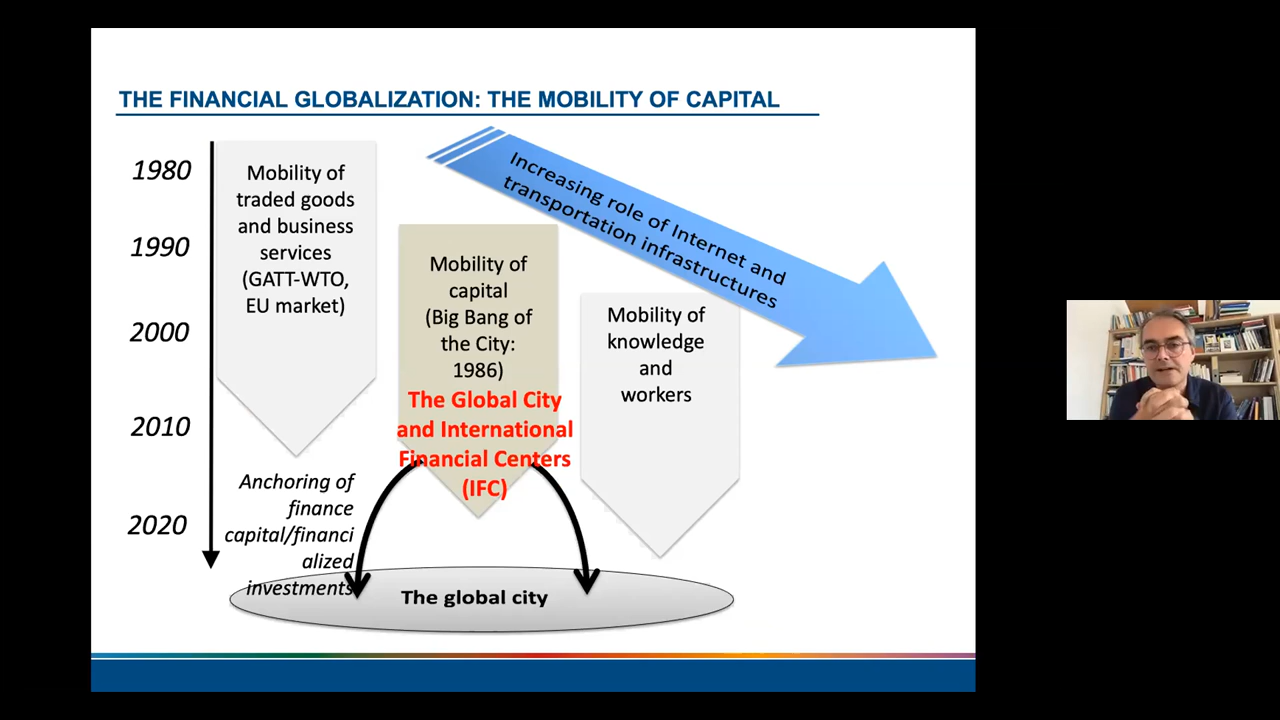 THE FINANCIAL GLOBALIZATION: THE MOBILITY OF CAPITAL
1980
1990
2000
2010
2020
Mobility of
traded goods
and business
services
(GATT-WTO,
EU market)
Mobility of
capital
(Big Bang of
the City:
1986)
The Global City
and International
Financial Centers
(IFC)
Mobility of
knowledge
and
workers
Increasing role of Internet and
transportation infrastructures
Anchoring of
finance
capital/financi
alized
investments
The global city